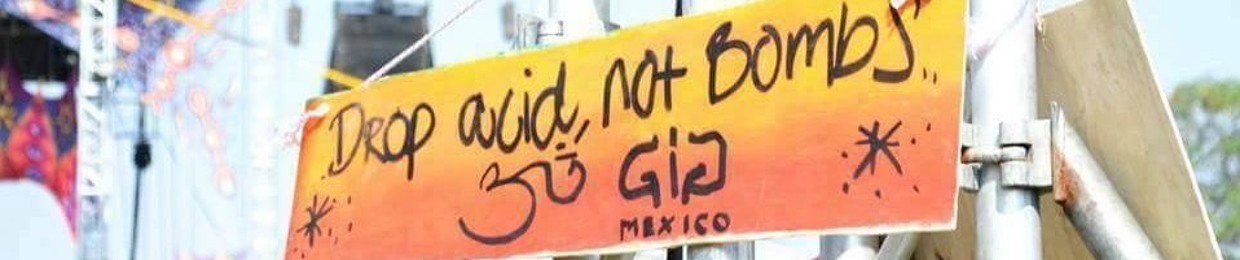 Drop acid, not Bombs"..
ॐ Gia
MEXICO